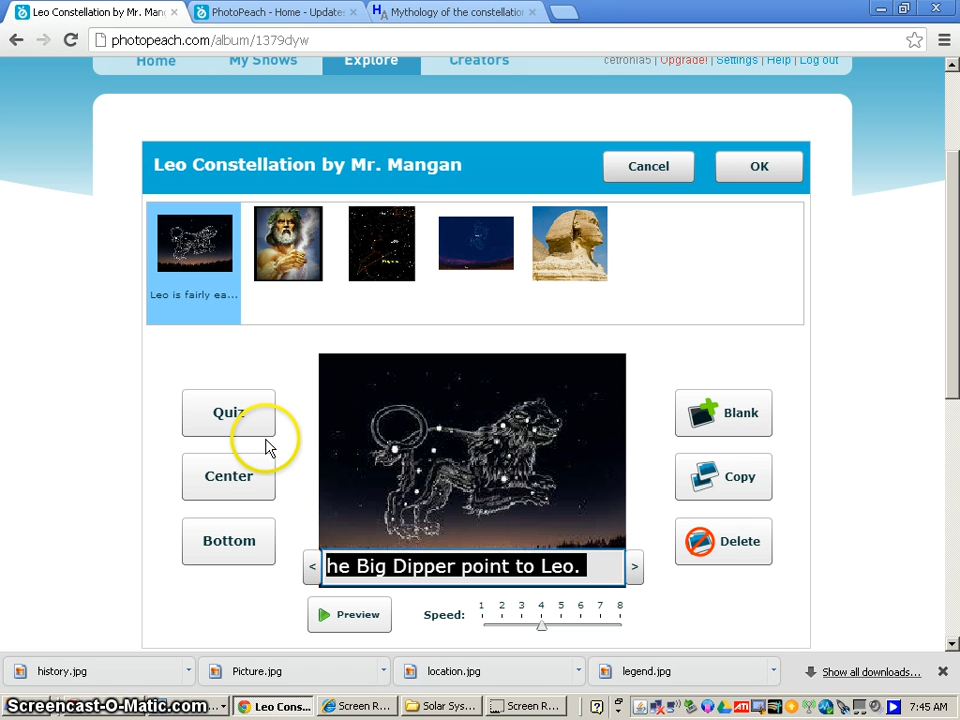 Leo Constellation by Mr. Man
PhotoPeach - Home - Update
Mythology of the constellatio
photopeach.com/album/1379dyw
Home
My Shows
Explore
Creators
cetronia5 | Upgrade! | Settings | Help | Log out
Leo Constellation by Mr. Mangan
Cancel
OK
Leo is fairly ea...
Quiz
Center
Bottom
Blank
Copy
Delete
< he Big Dipper point to Leo. >
Preview
Speed: 1 2 3 4 5 6 7 8
history.jpg
Picture.jpg
location.jpg
legend.jpg
Show all downloads...
Screencast-O-Matic.com
Leo Cons...
Screen R...
Solar Sy...
Screen R...
7:45 AM